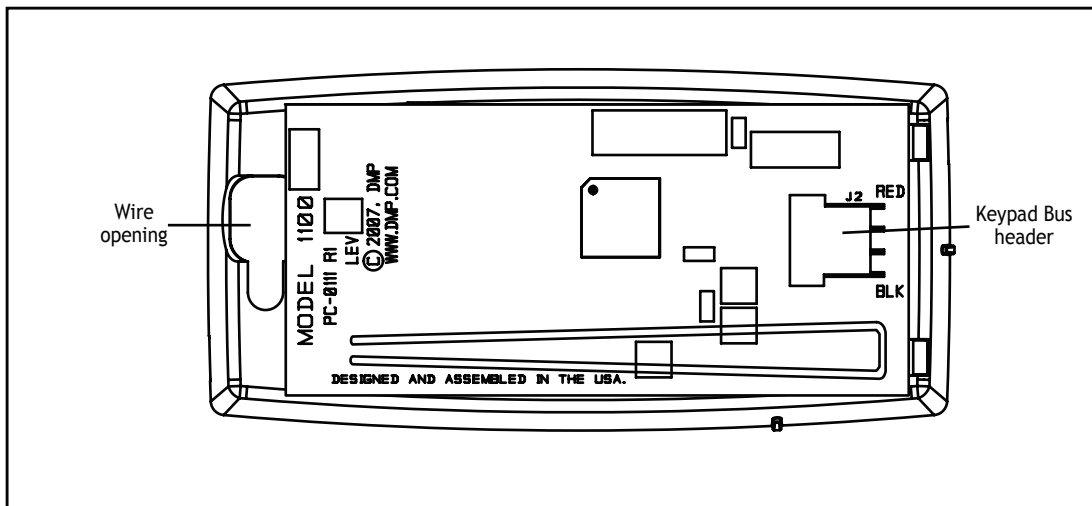 Wire
opening
MODEL 1100
PC-0111 R1
LEV
© 2007, DMP
WWW.DMP.COM
J2
RED
BLK
Keypad Bus
header
DESIGNED AND ASSEMBLED IN THE USA.